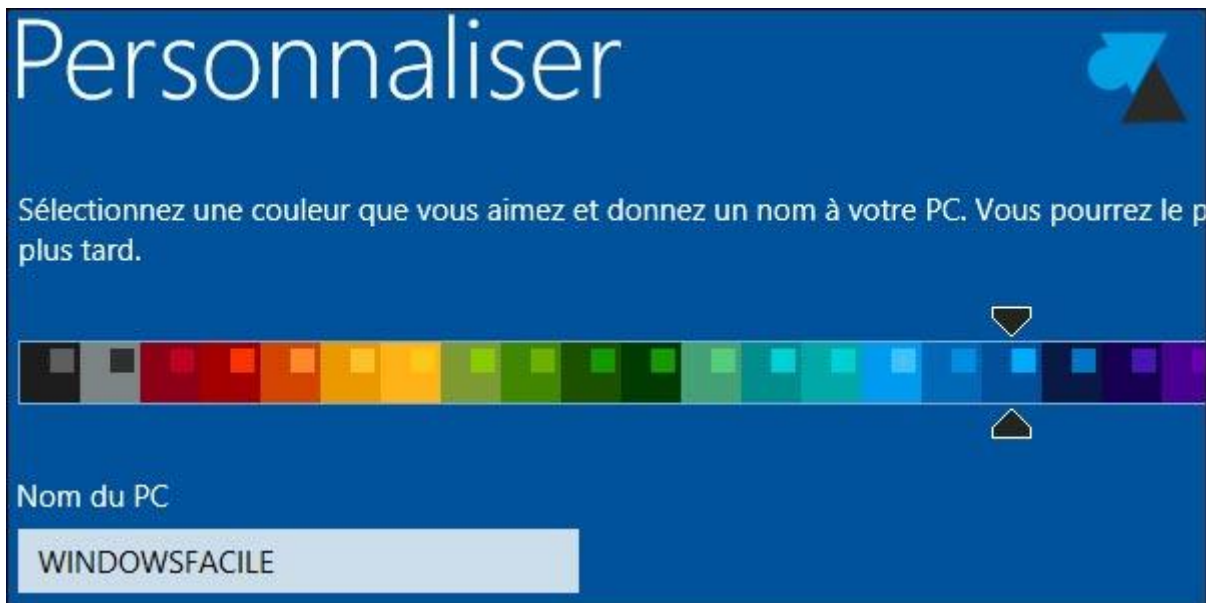 Personnaliser
Sélectionnez une couleur que vous aimez et donnez un nom à votre PC. Vous pourrez le p
plus tard.
Nom du PC
WINDOWSFACILE